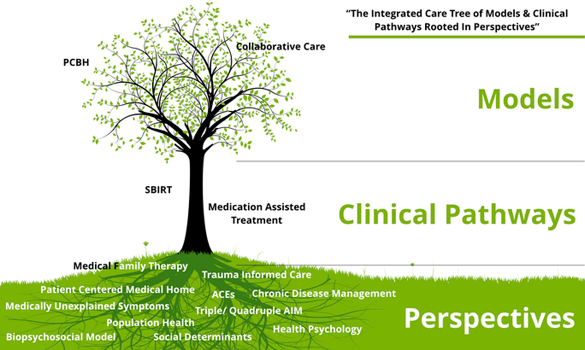 “The Integrated Care Tree of Models & Clinical
Pathways Rooted In Perspectives”
Collaborative Care
PCBH
Models
SBIRT
Medication Assisted
Treatment
Clinical Pathways
Medical Family Therapy
Trauma Informed Care
Patient Centered Medical Home
ACEs
Chronic Disease Management
Medically Unexplained Symptoms
Triple/ Quadruple AIM
Population Health
Health Psychology
Biopsychosocial Model
Social Determinants
Perspectives